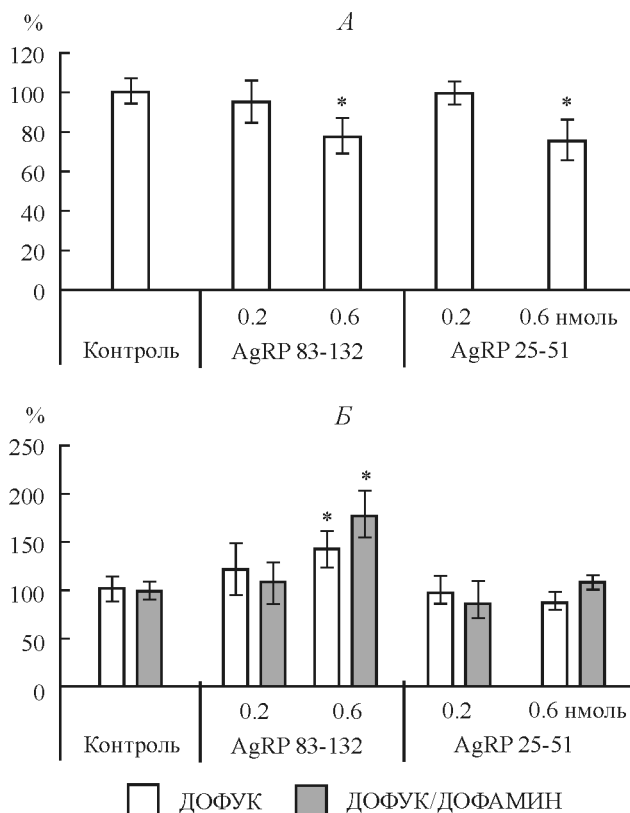 % А
120
100
80
60
40
20
0
0.2 0.6 0.2 0.6 нмоль
Контроль AgRP 83-132 AgRP 25-51
* *
% Б
250
200
150
100
50
0
* *
0.2 0.6 0.2 0.6 нмоль
Контроль AgRP 83-132 AgRP 25-51
ДОФУК ДОФУК/ДОФАМИН